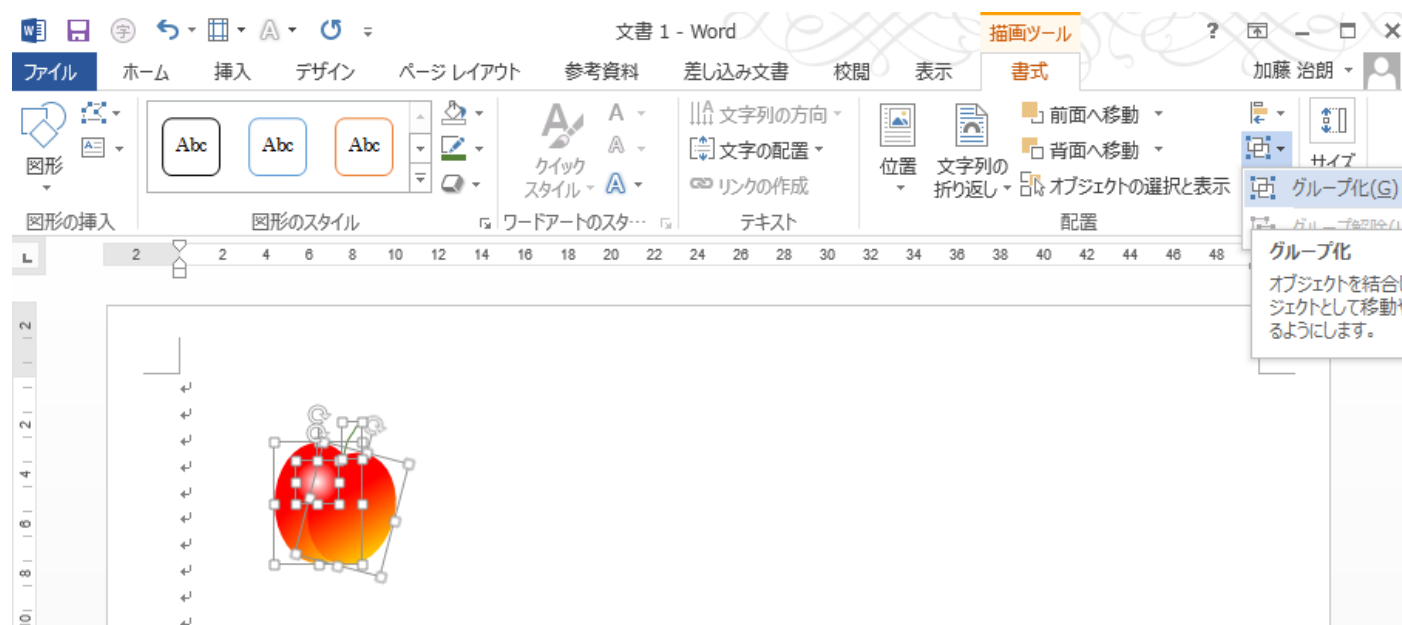 字 A 文書 1 - Word 描画ツール ?
ファイル ホーム 挿入 デザイン ページ レイアウト 参考資料 差し込み文書 校閲 表示 書式 加藤 治朗
図形
Abc Abc Abc
クイック
スタイル
A
A
A
文字列の方向
文字の配置
リンクの作成
位置
文字列の
折り返し
前面へ移動
背面へ移動
オブジェクトの選択と表示
サイズ
グループ化(G)
図形の挿入 図形のスタイル ワードアートのスタ… テキスト 配置
グループ化
オブジェクトを結合
ジェクトとして移動
るようにします。
L 2 2 4 6 8 10 12 14 16 18 20 22 24 26 28 30 32 34 36 38 40 42 44 46 48
2
2
4
6
8
10